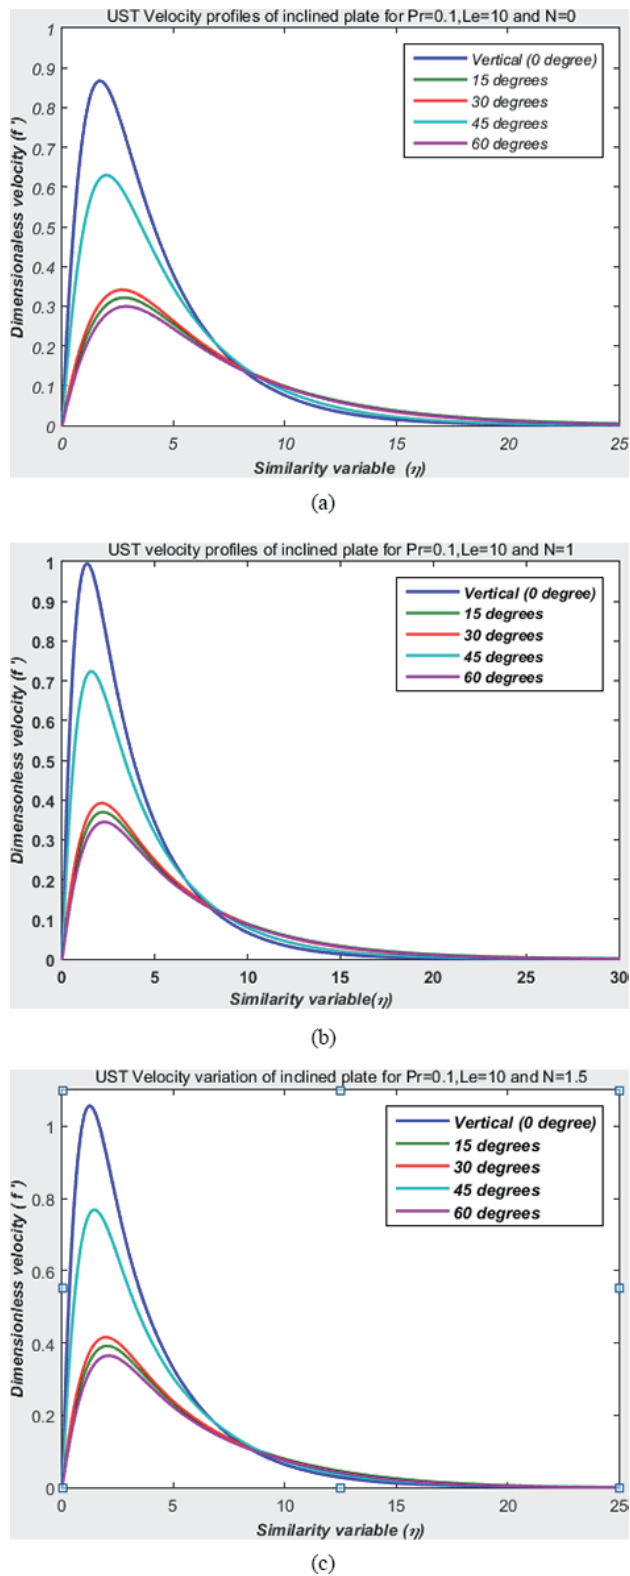 UST Velocity profiles of inclined plate for Pr=0.1,Le=10 and N=0
1
0.9
0.8
0.7
0.6
0.5
0.4
0.3
0.2
0.1
0
Dimensionaless velocity (f ')
Vertical (0 degree)
15 degrees
30 degrees
45 degrees
60 degrees
0 5 10 15 20 25
Similarity variable (η)
(a)
UST velocity profiles of inclined plate for Pr=0.1,Le=10 and N=1
1
0.9
0.8
0.7
0.6
0.5
0.4
0.3
0.2
0.1
0
Dimensonless velocity (f ')
Vertical (0 degree)
15 degrees
30 degrees
45 degrees
60 degrees
0 5 10 15 20 25 30
Similarity variable(η)
(b)
UST Velocity variation of inclined plate for Pr=0.1,Le=10 and N=1.5
1
0.8
0.6
0.4
0.2
0
Dimensionless velocity ( f ')
Vertical (0 degree)
15 degrees
30 degrees
45 degrees
60 degrees
0 5 10 15 20 25
Similarity variable (η)
(c)